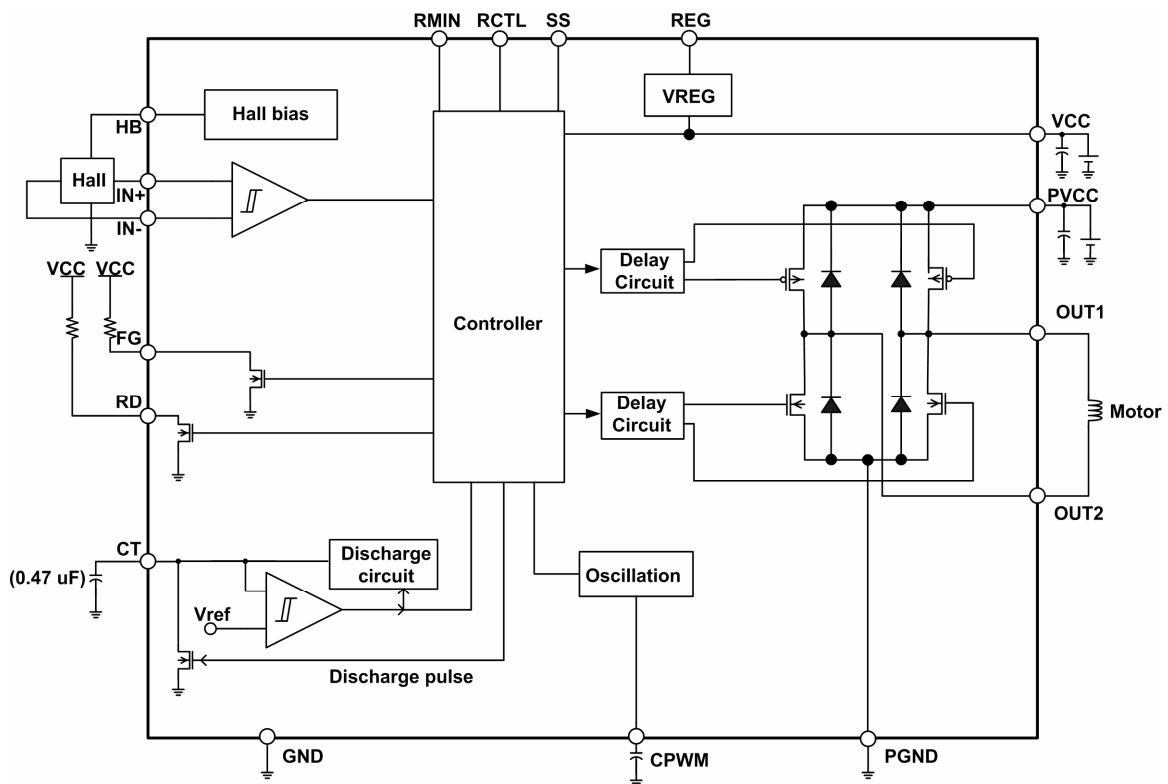 RMIN RCTL SS REG
VREG
Hall bias
HB
Hall
IN+
IN-
VCC
PVCC
VCC VCC
Delay
Circuit
Controller
OUT1
FG
RD
Delay
Circuit
Motor
OUT2
CT
(0.47 uF)
Discharge
circuit
Oscillation
Vref
Discharge pulse
GND
CPWM
PGND